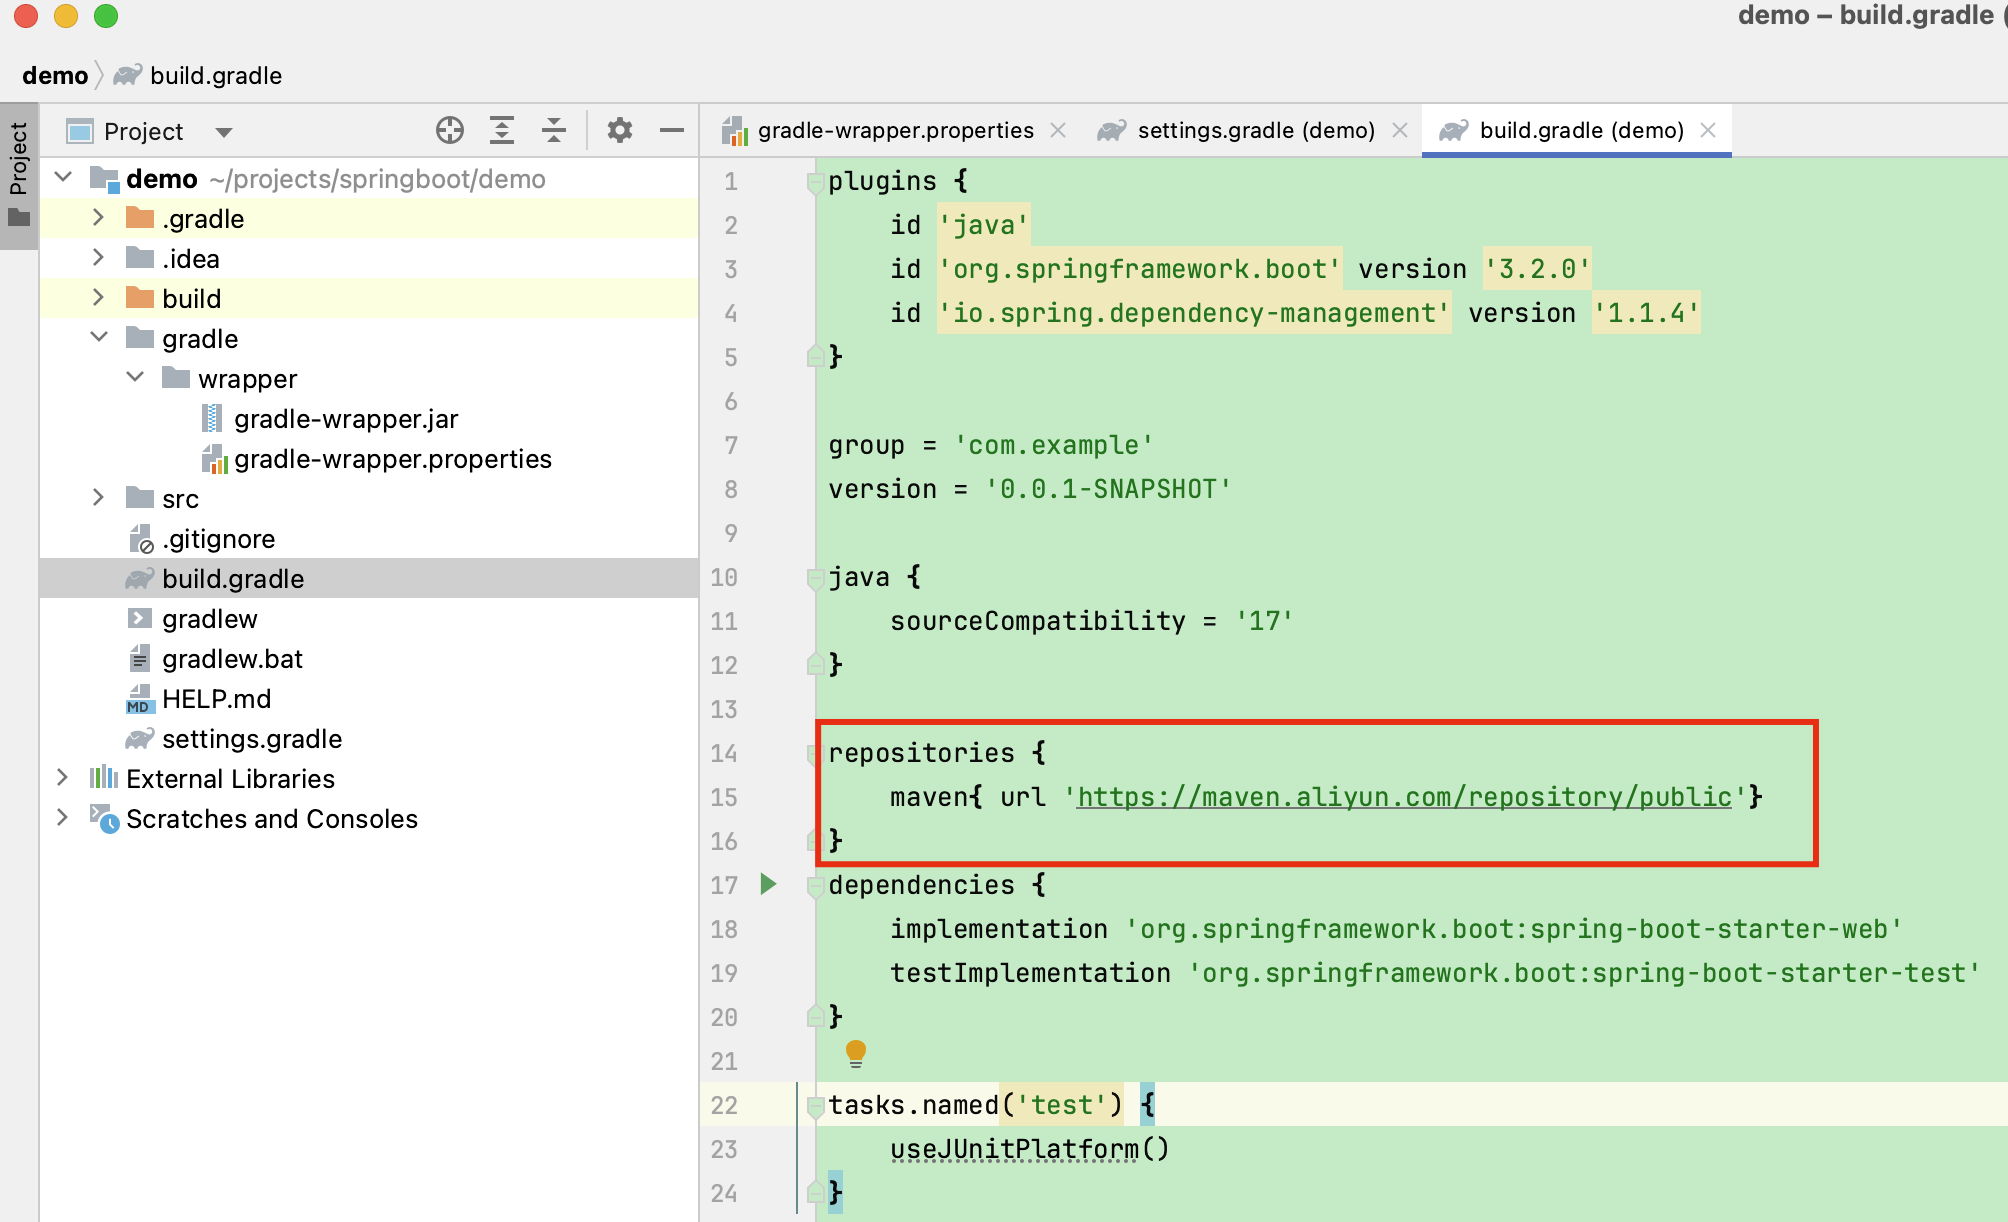 demo – build.gradle (
demo
build.gradle
Project
Project
gradle-wrapper.properties
settings.gradle (demo)
build.gradle (demo)
demo ~/projects/springboot/demo
.gradle
.idea
build
gradle
wrapper
gradle-wrapper.jar
gradle-wrapper.properties
src
.gitignore
build.gradle
gradlew
gradlew.bat
MD HELP.md
settings.gradle
External Libraries
Scratches and Consoles
1 plugins {
2     id 'java'
3     id 'org.springframework.boot' version '3.2.0'
4     id 'io.spring.dependency-management' version '1.1.4'
5 }
6
7 group = 'com.example'
8 version = '0.0.1-SNAPSHOT'
9
10 java {
11     sourceCompatibility = '17'
12 }
13
14 repositories {
15     maven{ url 'https://maven.aliyun.com/repository/public'}
16 }
17 dependencies {
18     implementation 'org.springframework.boot:spring-boot-starter-web'
19     testImplementation 'org.springframework.boot:spring-boot-starter-test'
20 }
21
22 tasks.named('test') {
23     useJUnitPlatform()
24 }